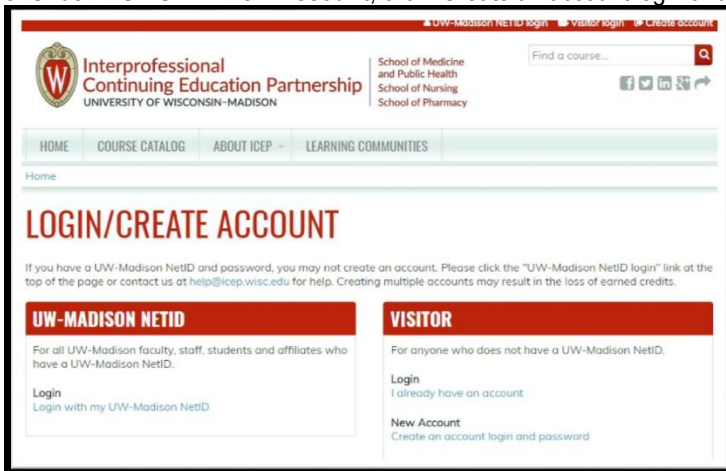 UW-Madison NETID login Visitor login Create account
Interprofessional
Continuing Education Partnership
UNIVERSITY OF WISCONSIN–MADISON
School of Medicine
and Public Health
School of Nursing
School of Pharmacy
Find a course...
HOME COURSE CATALOG ABOUT ICEP LEARNING COMMUNITIES
Home
LOGIN/CREATE ACCOUNT
If you have a UW-Madison NetID and password, you may not create an account. Please click the "UW-Madison NetID login" link at the
top of the page or contact us at help@icep.wisc.edu for help. Creating multiple accounts may result in the loss of earned credits.
UW-MADISON NETID
For all UW-Madison faculty, staff, students and affiliates who
have a UW-Madison NetID.
Login
Login with my UW-Madison NetID
VISITOR
For anyone who does not have a UW-Madison NetID.
Login
I already have an account
New Account
Create an account login and password